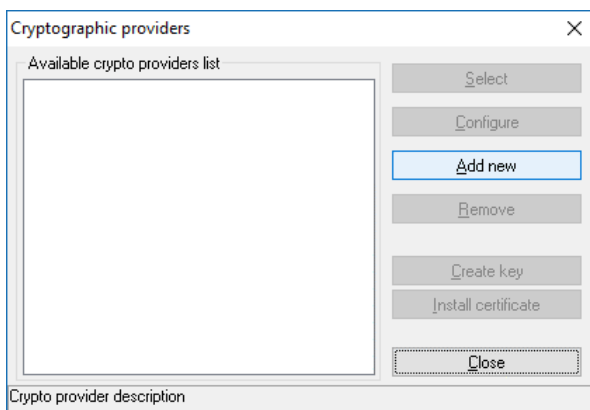 Cryptographic providers
Available crypto providers list
Select
Configure
Add new
Remove
Create key
Install certificate
Close
Crypto provider description